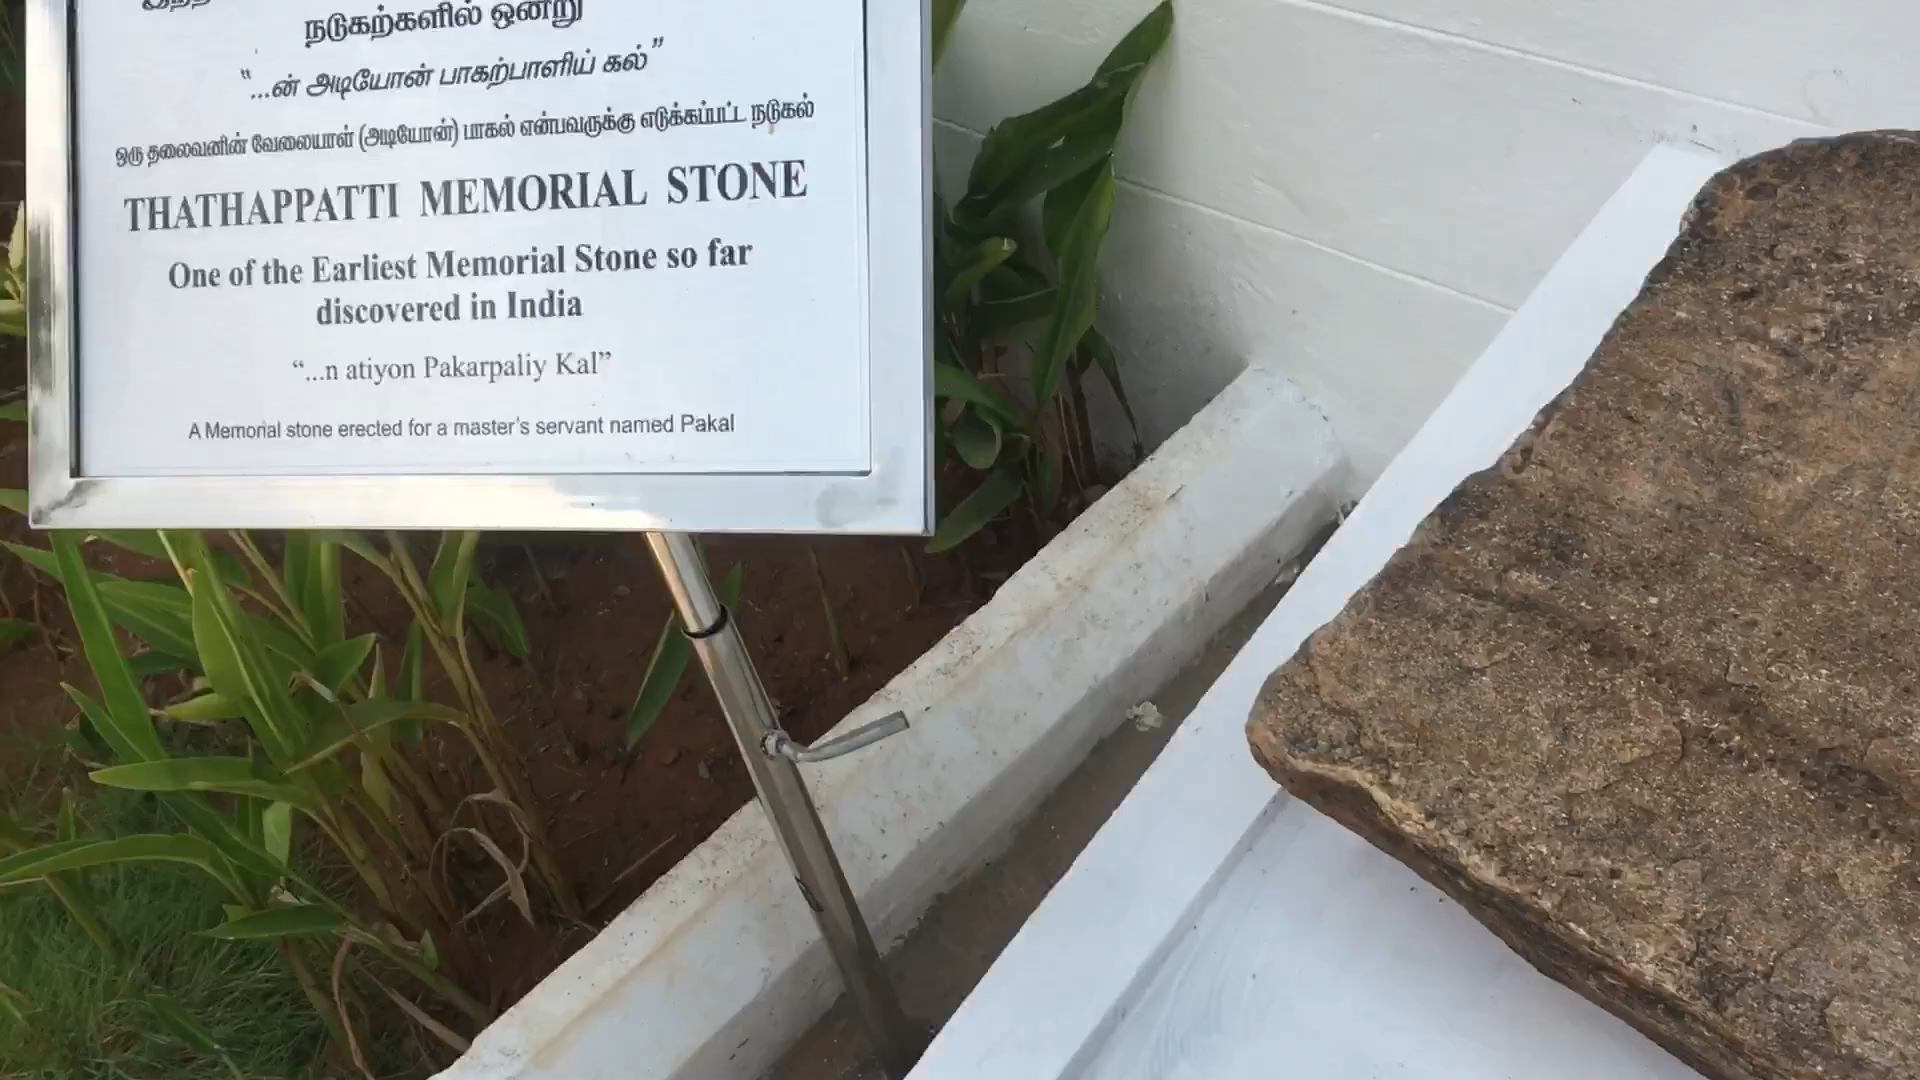 நடுகற்களில் ஒன்று
“...ன் அடியோன் பாகற்பாளிய் கல்”
ஒரு தலைவனின் வேலையாள் (அடியோன்) பாகல் என்பவருக்கு எடுக்கப்பட்ட நடுகல்
THATHAPPATTI MEMORIAL STONE
One of the Earliest Memorial Stone so far
discovered in India
“...n atiyon Pakarpaliy Kal”
A Memorial stone erected for a master's servant named Pakal